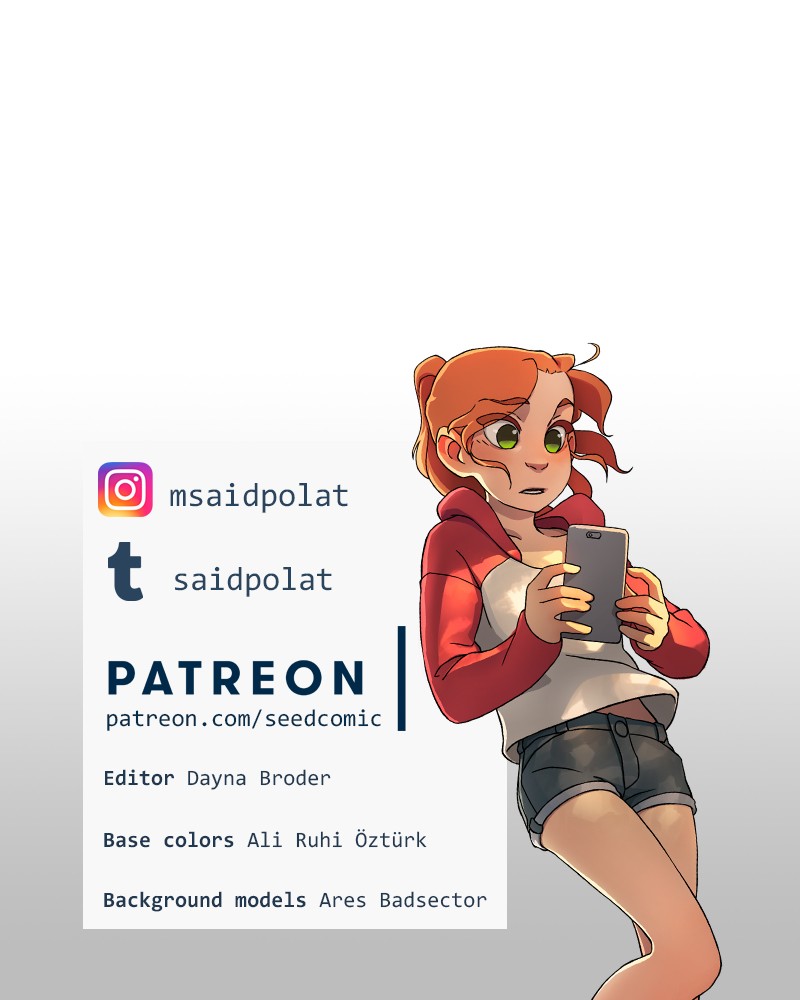 msaidpolat
t saidpolat
PATREON
patreon.com/seedcomic
Editor Dayna Broder
Base colors Ali Ruhi Öztürk
Background models Ares Badsector